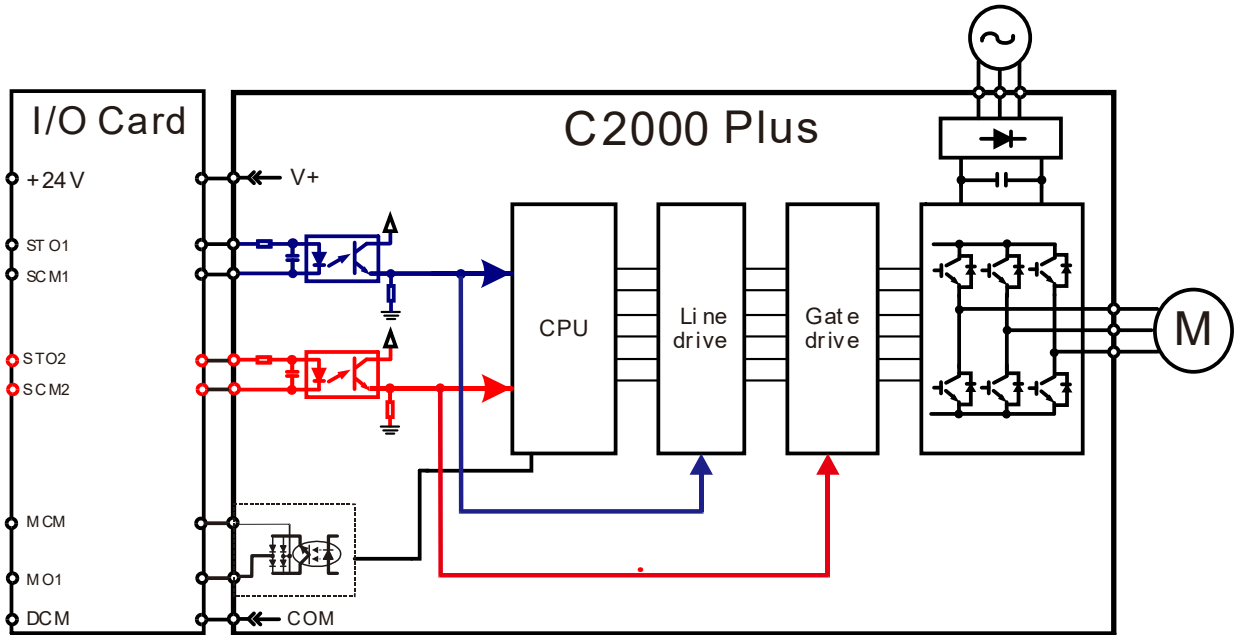 I/O Card
C2000 Plus
+24V
V+
STO1
SCM1
CPU
Line
drive
Gate
drive
M
STO2
SCM2
MCM
MO1
DCM
COM